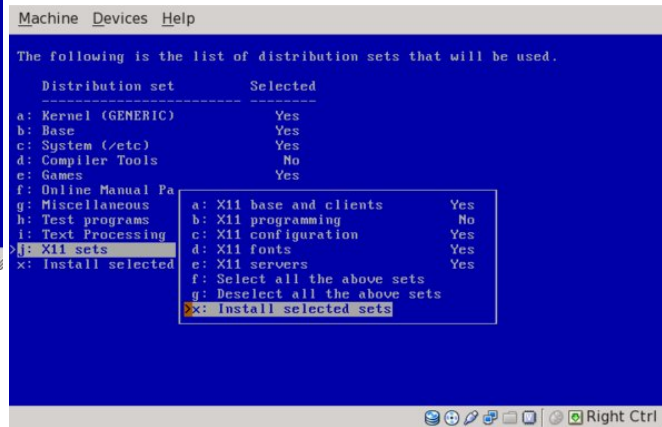 Machine Devices Help
The following is the list of distribution sets that will be used.
Distribution set Selected
------------------------- --------
a: Kernel (GENERIC) Yes
b: Base Yes
c: System (/etc) Yes
d: Compiler Tools No
e: Games Yes
f: Online Manual Pa
g: Miscellaneous
h: Test programs
i: Text Processing
>j: X11 sets
x: Install selected
a: X11 base and clients Yes
b: X11 programming No
c: X11 configuration Yes
d: X11 fonts Yes
e: X11 servers Yes
f: Select all the above sets
g: Deselect all the above sets
>x: Install selected sets
Right Ctrl